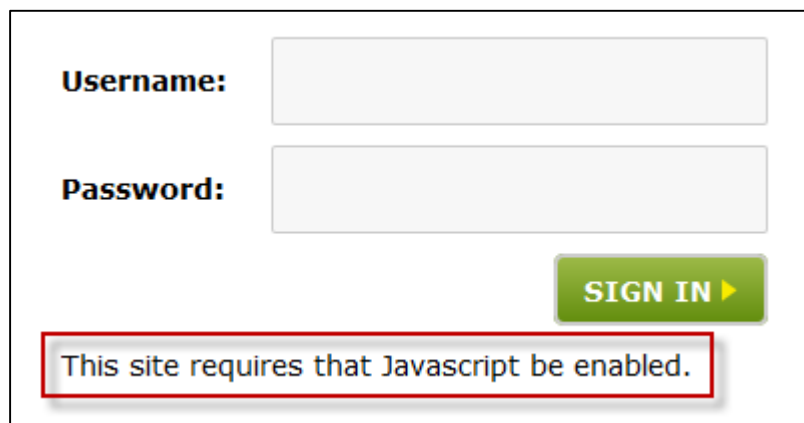 Username:
Password:
SIGN IN
This site requires that Javascript be enabled.